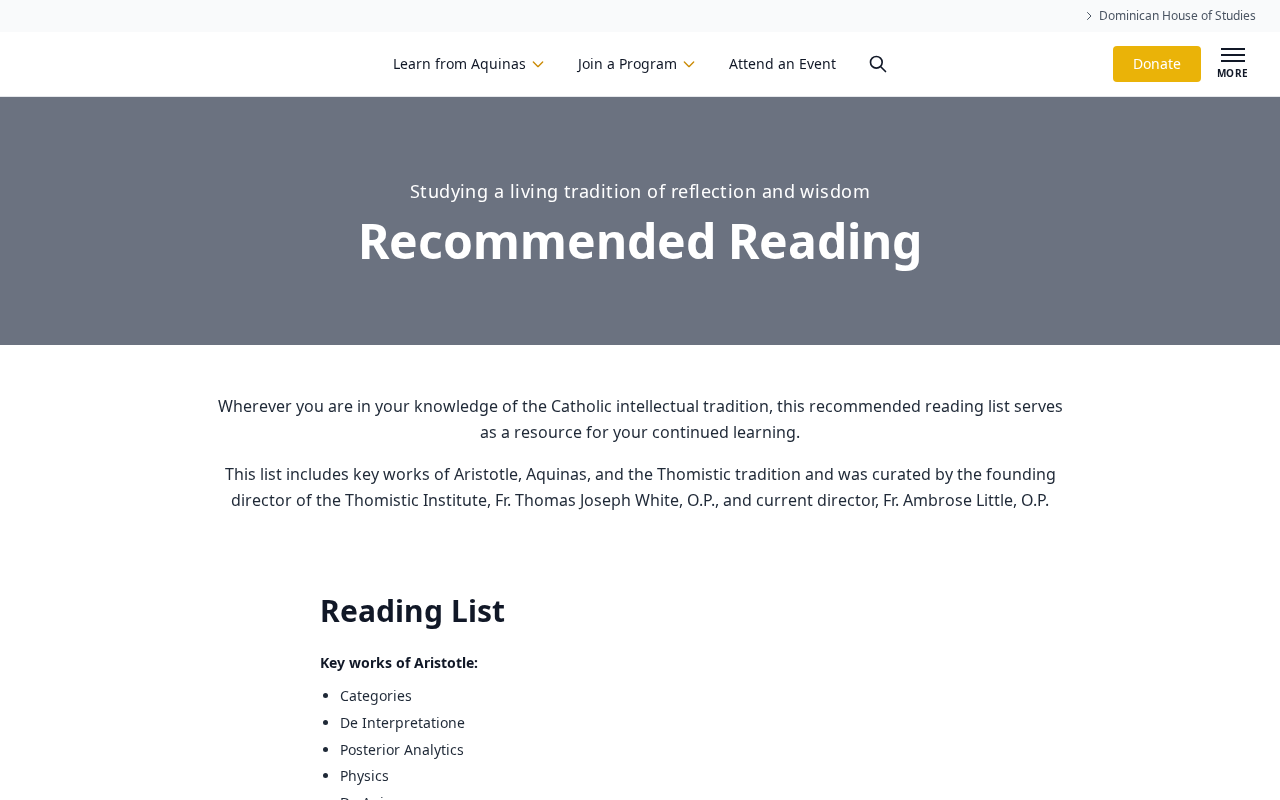 Dominican House of Studies
Learn from Aquinas
Join a Program
Attend an Event
Donate
MORE
Studying a living tradition of reflection and wisdom
Recommended Reading
Wherever you are in your knowledge of the Catholic intellectual tradition, this recommended reading list serves
as a resource for your continued learning.
This list includes key works of Aristotle, Aquinas, and the Thomistic tradition and was curated by the founding
director of the Thomistic Institute, Fr. Thomas Joseph White, O.P., and current director, Fr. Ambrose Little, O.P.
Reading List
Key works of Aristotle:
Categories
De Interpretatione
Posterior Analytics
Physics